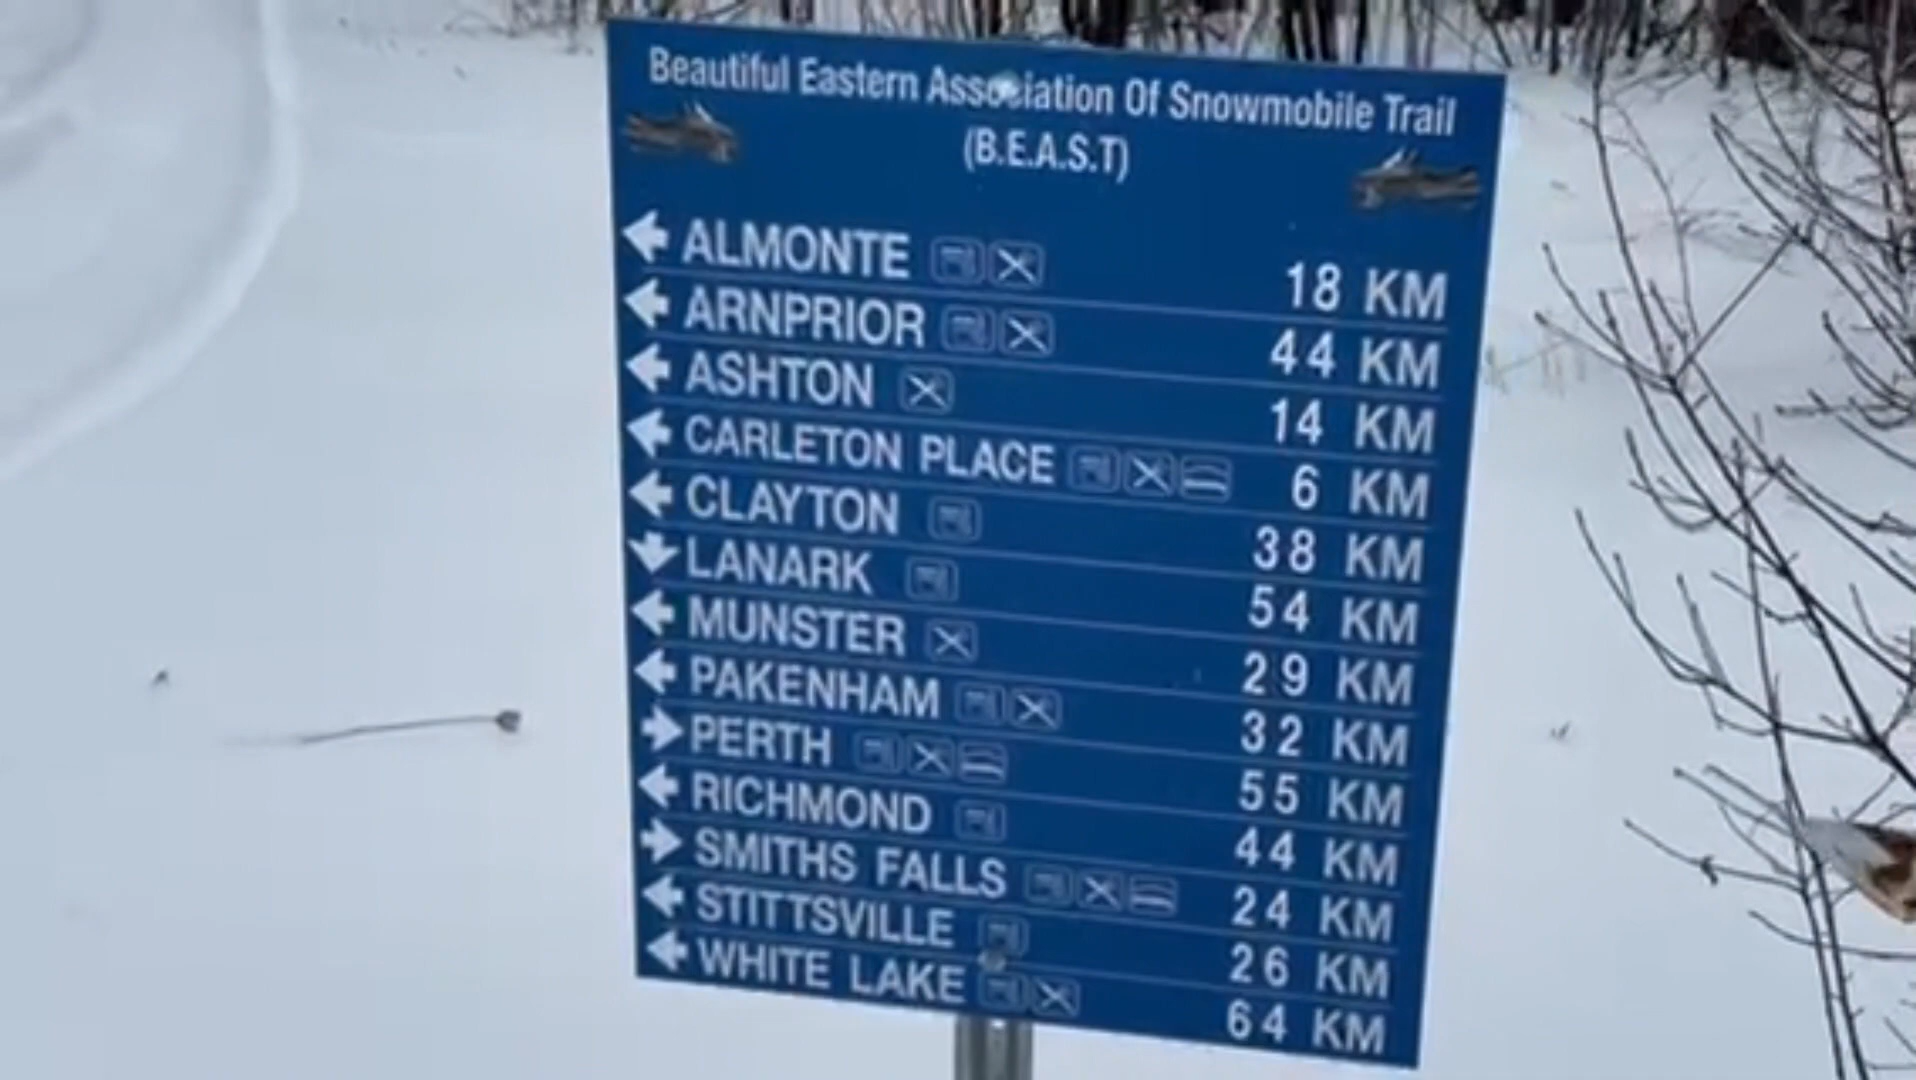 Beautiful Eastern Association Of Snowmobile Trail
(B.E.A.S.T)
ALMONTE 18 KM
ARNPRIOR 44 KM
ASHTON 14 KM
CARLETON PLACE 6 KM
CLAYTON 38 KM
LANARK 54 KM
MUNSTER 29 KM
PAKENHAM 32 KM
PERTH 55 KM
RICHMOND 44 KM
SMITHS FALLS 24 KM
STITTSVILLE 26 KM
WHITE LAKE 64 KM